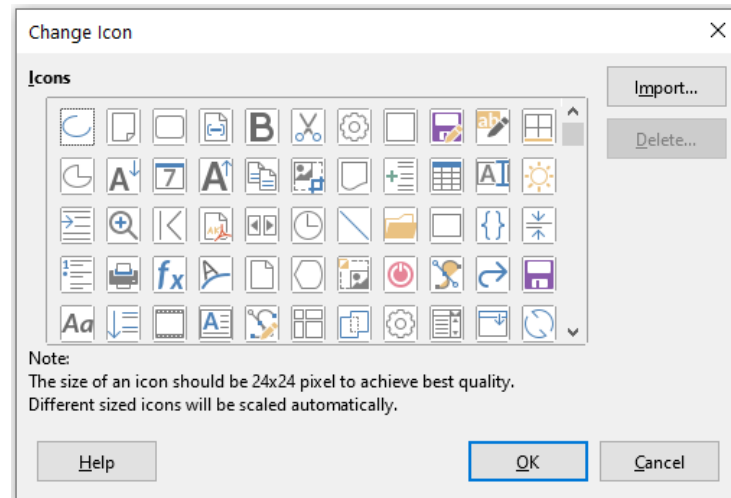 Change Icon
Icons
Import...
Delete...
Note:
The size of an icon should be 24x24 pixel to achieve best quality.
Different sized icons will be scaled automatically.
Help
OK
Cancel